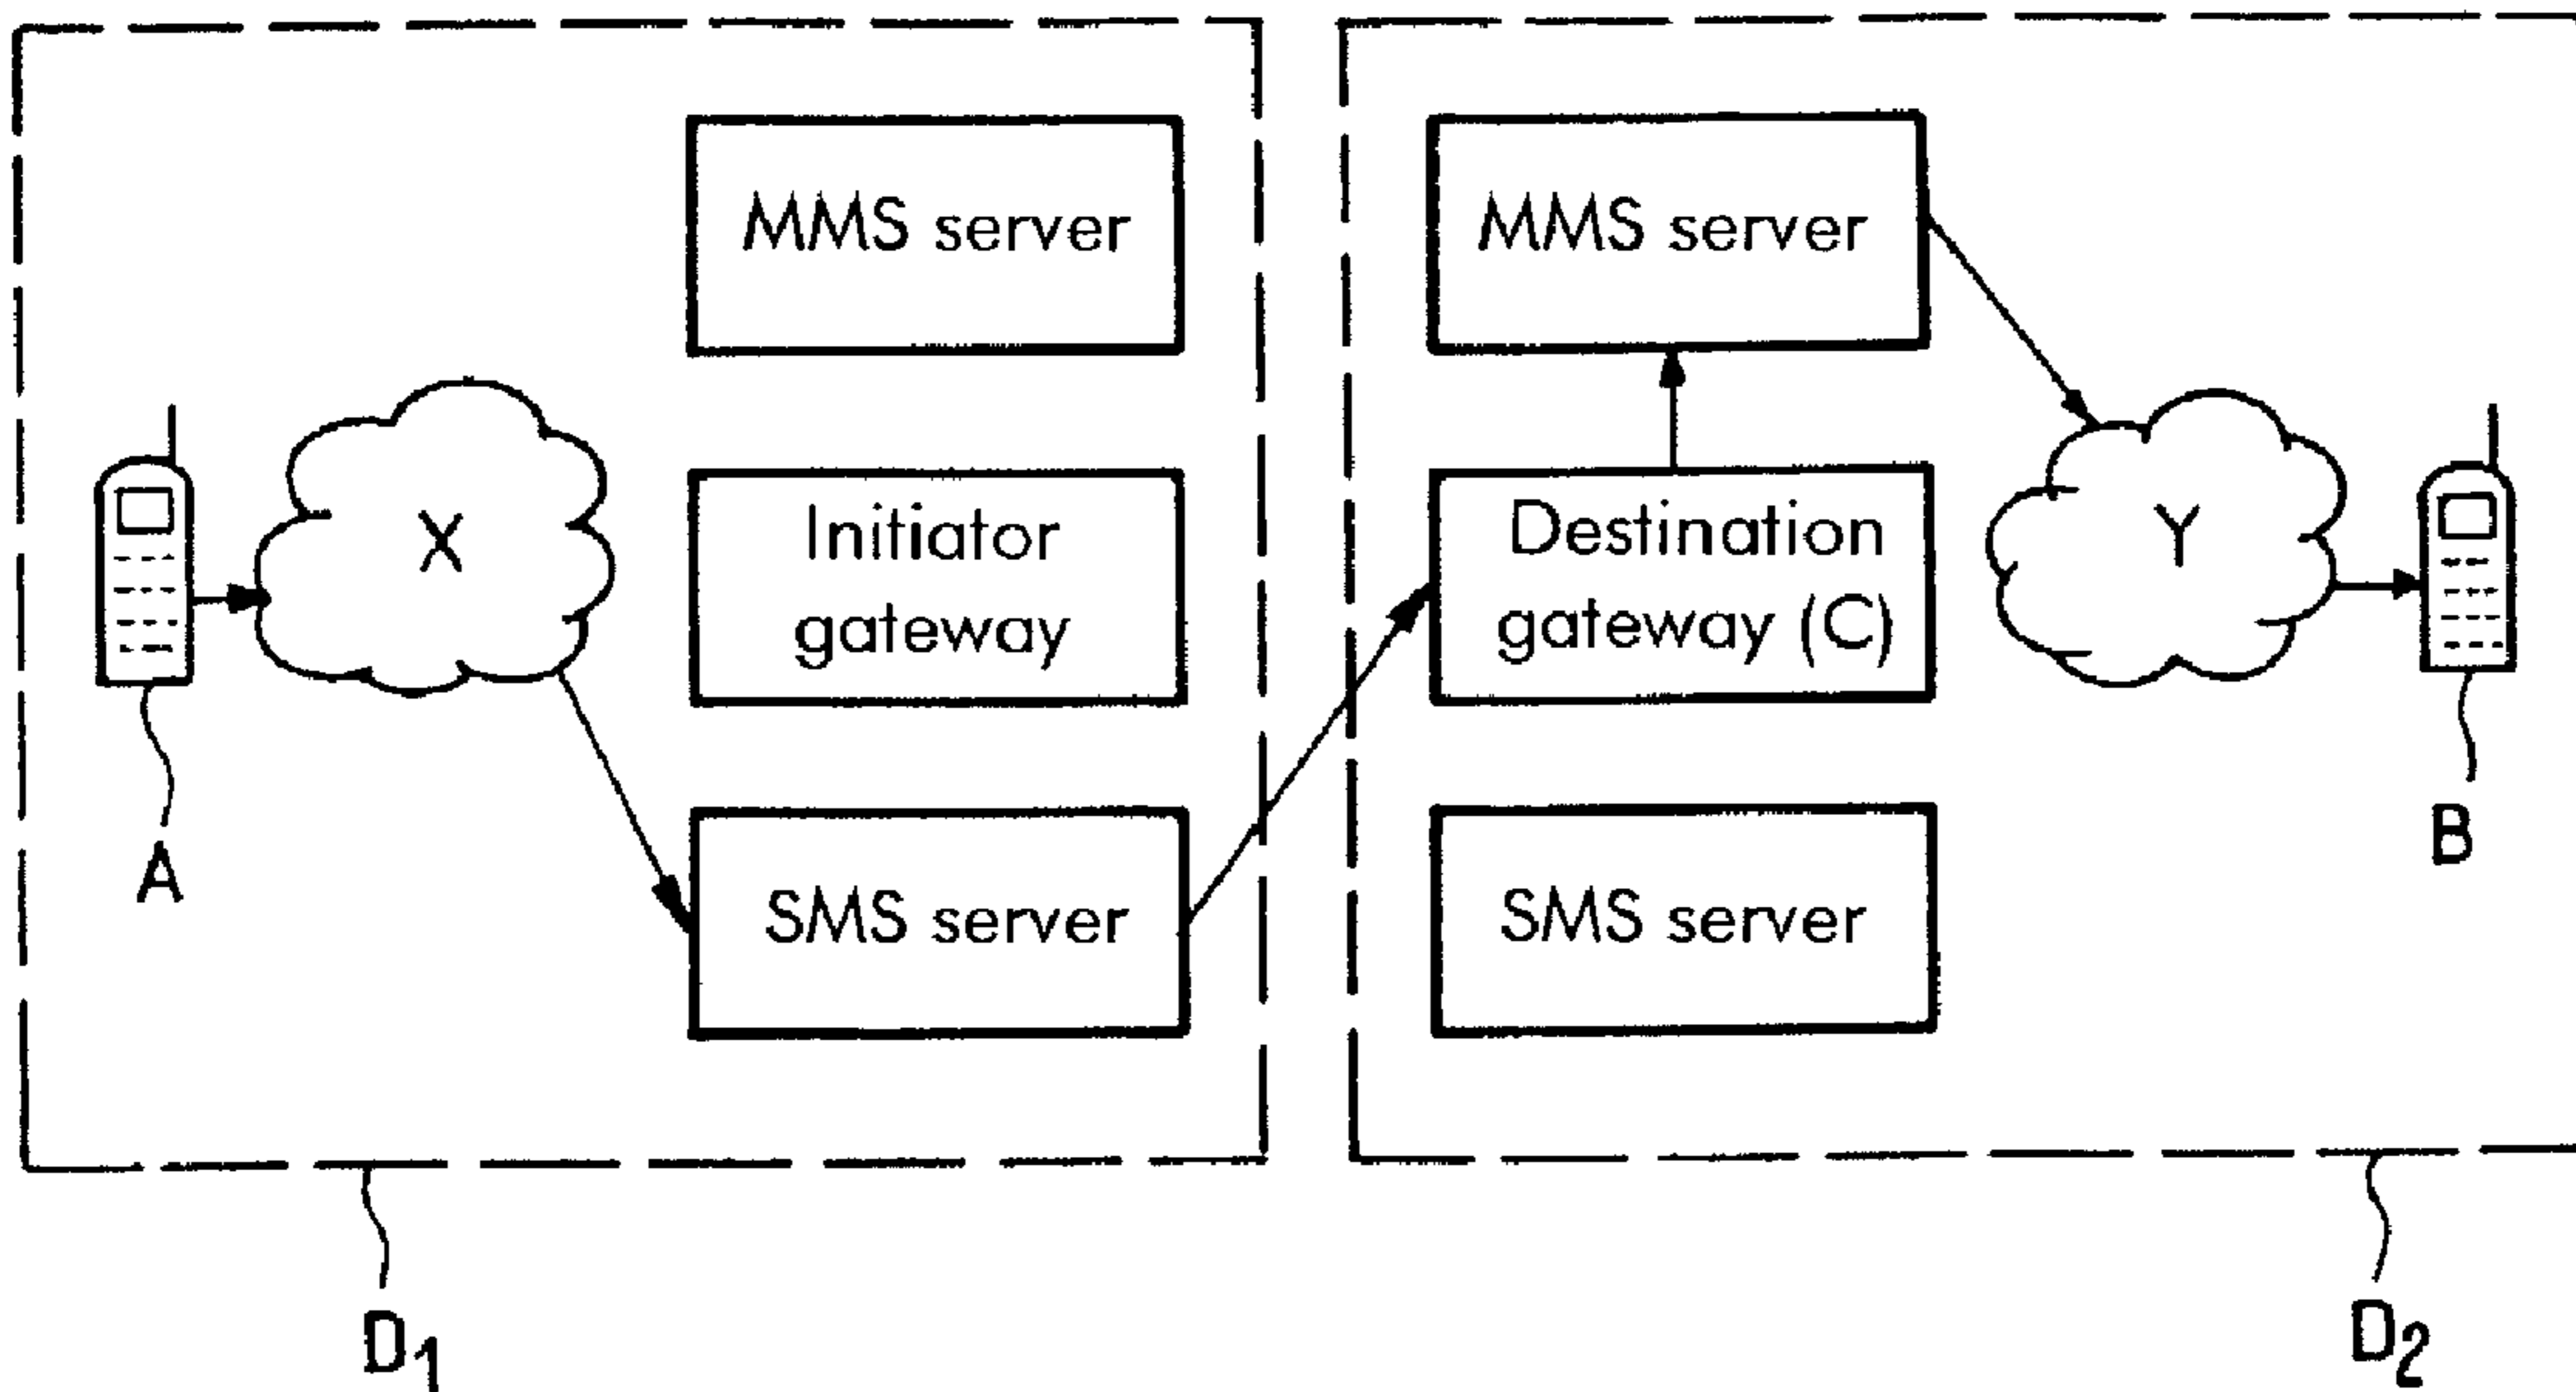 MMS server
MMS server
X
Initiator
gateway
Destination
gateway (C)
Y
A
SMS server
SMS server
B
D1
D2